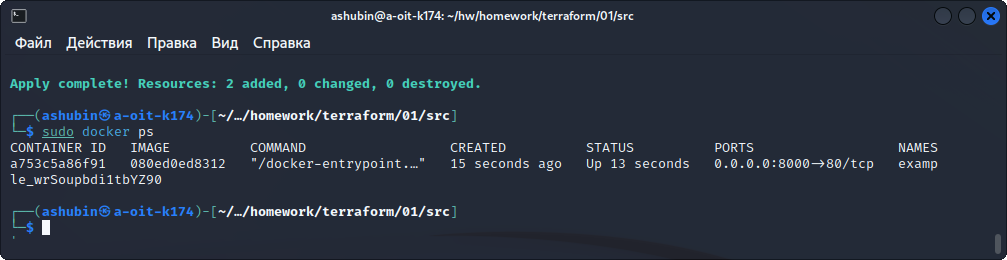 ashubin@a-oit-k174: ~/hw/homework/terraform/01/src
Файл Действия Правка Вид Справка
Apply complete! Resources: 2 added, 0 changed, 0 destroyed.
┌──(ashubin㉿a-oit-k174)-[~/…/homework/terraform/01/src]
└─$ sudo docker ps
CONTAINER ID   IMAGE          COMMAND                  CREATED          STATUS          PORTS                  NAMES
a753c5a86f91   080ed0ed8312   "/docker-entrypoint.…"   15 seconds ago   Up 13 seconds   0.0.0.0:8000->80/tcp   examp
le_wrSoupbdi1tbYZ90
┌──(ashubin㉿a-oit-k174)-[~/…/homework/terraform/01/src]
└─$